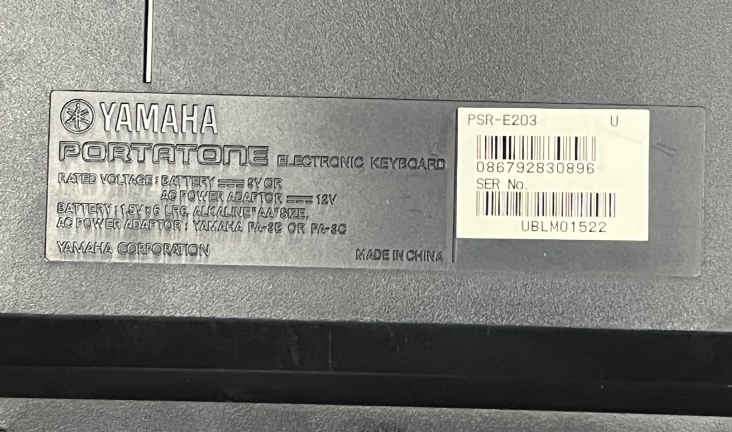 YAMAHA
PORTATONE ELECTRONIC KEYBOARD
RATED VOLTAGE: BATTERY 9V OR
AC POWER ADAPTOR 12V
BATTERY: 1.5V 6 LR6, ALKALINE "AA" SIZE,
AC POWER ADAPTOR: YAMAHA PA-3B OR PA-3C
YAMAHA CORPORATION
MADE IN CHINA
PSR-E203 U
086792830896
SER No.
UBLM01522